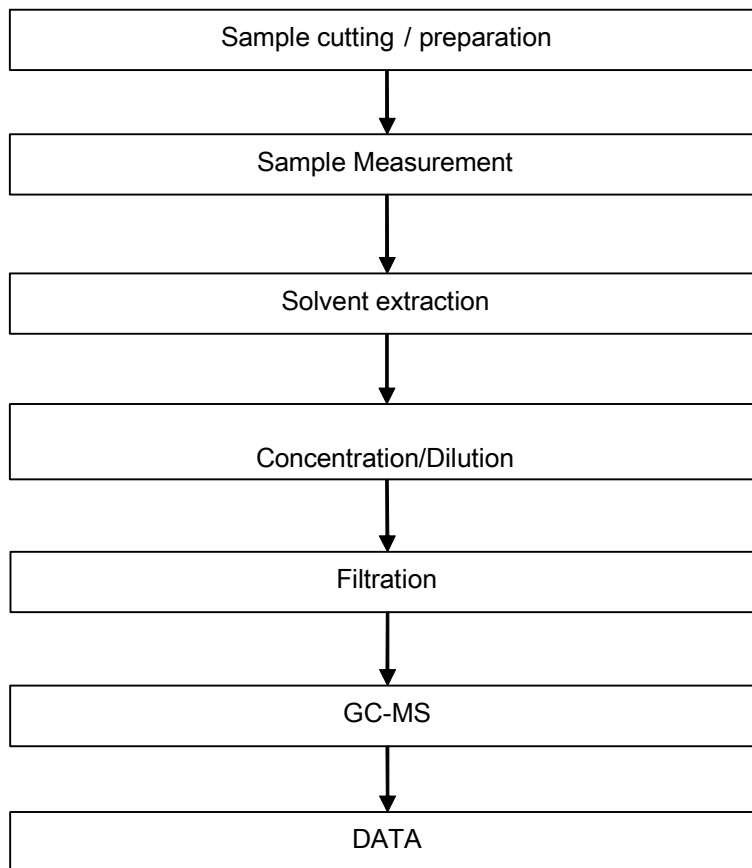 Sample cutting / preparation
Sample Measurement
Solvent extraction
Concentration/Dilution
Filtration
GC-MS
DATA